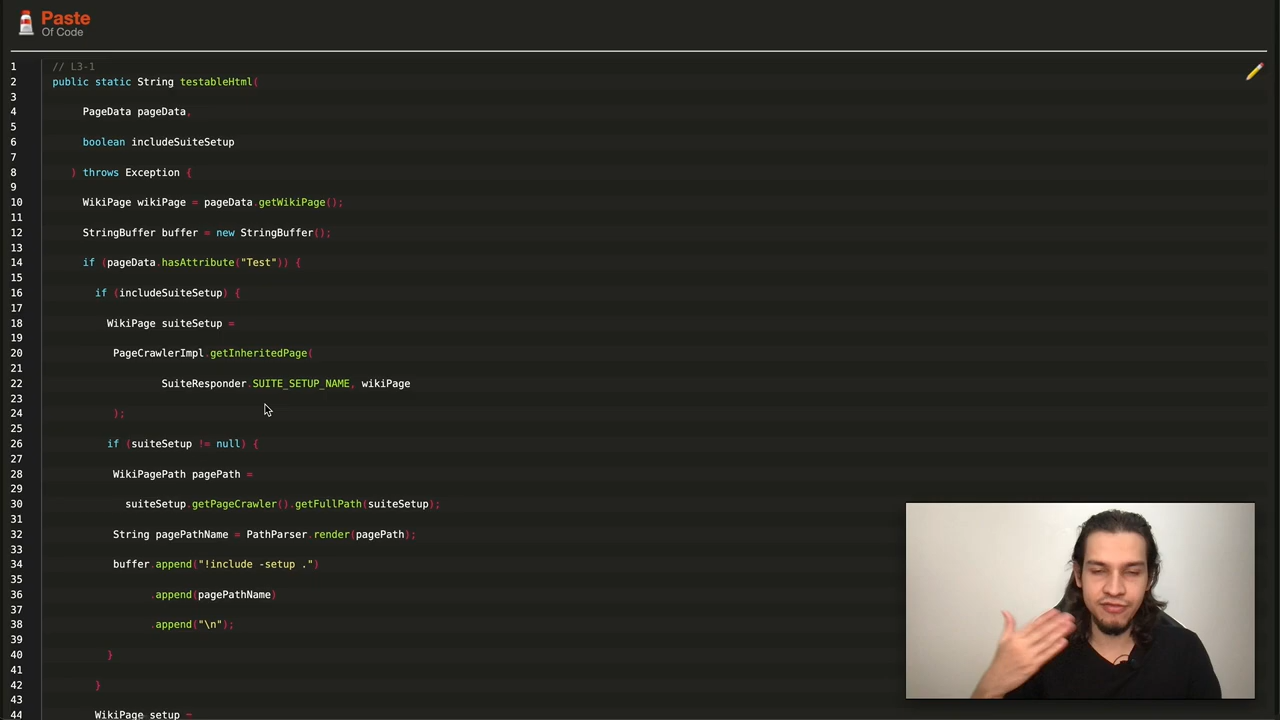 Paste
Of Code
1 // L3-1
2 public static String testableHtml(
3
4 PageData pageData,
5
6 boolean includeSuiteSetup
7
8 ) throws Exception {
9
10 WikiPage wikiPage = pageData.getWikiPage();
11
12 StringBuffer buffer = new StringBuffer();
13
14 if (pageData.hasAttribute("Test")) {
15
16 if (includeSuiteSetup) {
17
18 WikiPage suiteSetup =
19
20 PageCrawlerImpl.getInheritedPage(
21
22 SuiteResponder.SUITE_SETUP_NAME, wikiPage
23
24 );
25
26 if (suiteSetup != null) {
27
28 WikiPagePath pagePath =
29
30 suiteSetup.getPageCrawler().getFullPath(suiteSetup);
31
32 String pagePathName = PathParser.render(pagePath);
33
34 buffer.append("!include -setup .")
35
36 .append(pagePathName)
37
38 .append("\n");
39
40 }
41
42 }
43
44 WikiPage setup =